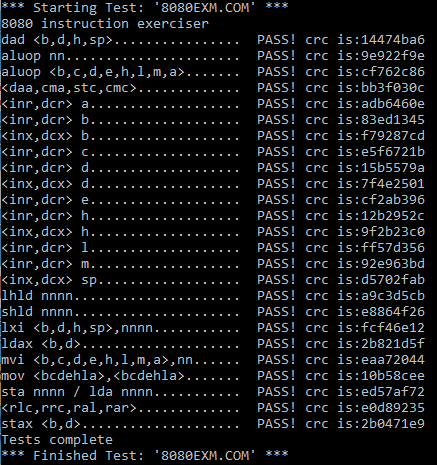 *** Starting Test: '8080EXM.COM' ***
8080 instruction exerciser
dad <b,d,h,sp>................  PASS! crc is:14474ba6
aluop nn......................  PASS! crc is:9e922f9e
aluop <b,c,d,e,h,l,m,a>.......  PASS! crc is:cf762c86
<daa,cma,stc,cmc>.............  PASS! crc is:bb3f030c
<inr,dcr> a...................  PASS! crc is:adb6460e
<inr,dcr> b...................  PASS! crc is:83ed1345
<inx,dcx> b...................  PASS! crc is:f79287cd
<inr,dcr> c...................  PASS! crc is:e5f6721b
<inr,dcr> d...................  PASS! crc is:15b5579a
<inx,dcx> d...................  PASS! crc is:7f4e2501
<inr,dcr> e...................  PASS! crc is:cf2ab396
<inr,dcr> h...................  PASS! crc is:12b2952c
<inx,dcx> h...................  PASS! crc is:9f2b23c0
<inr,dcr> l...................  PASS! crc is:ff57d356
<inr,dcr> m...................  PASS! crc is:92e963bd
<inx,dcx> sp..................  PASS! crc is:d5702fab
lhld nnnn.....................  PASS! crc is:a9c3d5cb
shld nnnn.....................  PASS! crc is:e8864f26
lxi <b,d,h,sp>,nnnn...........  PASS! crc is:fcf46e12
ldax <b,d>....................  PASS! crc is:2b821d5f
mvi <b,c,d,e,h,l,m,a>,nn......  PASS! crc is:eaa72044
mov <bcdehla>,<bcdehla>.......  PASS! crc is:10b58cee
sta nnnn / lda nnnn...........  PASS! crc is:ed57af72
<rlc,rrc,ral,rar>.............  PASS! crc is:e0d89235
stax <b,d>....................  PASS! crc is:2b0471e9
Tests complete
*** Finished Test: '8080EXM.COM' ***